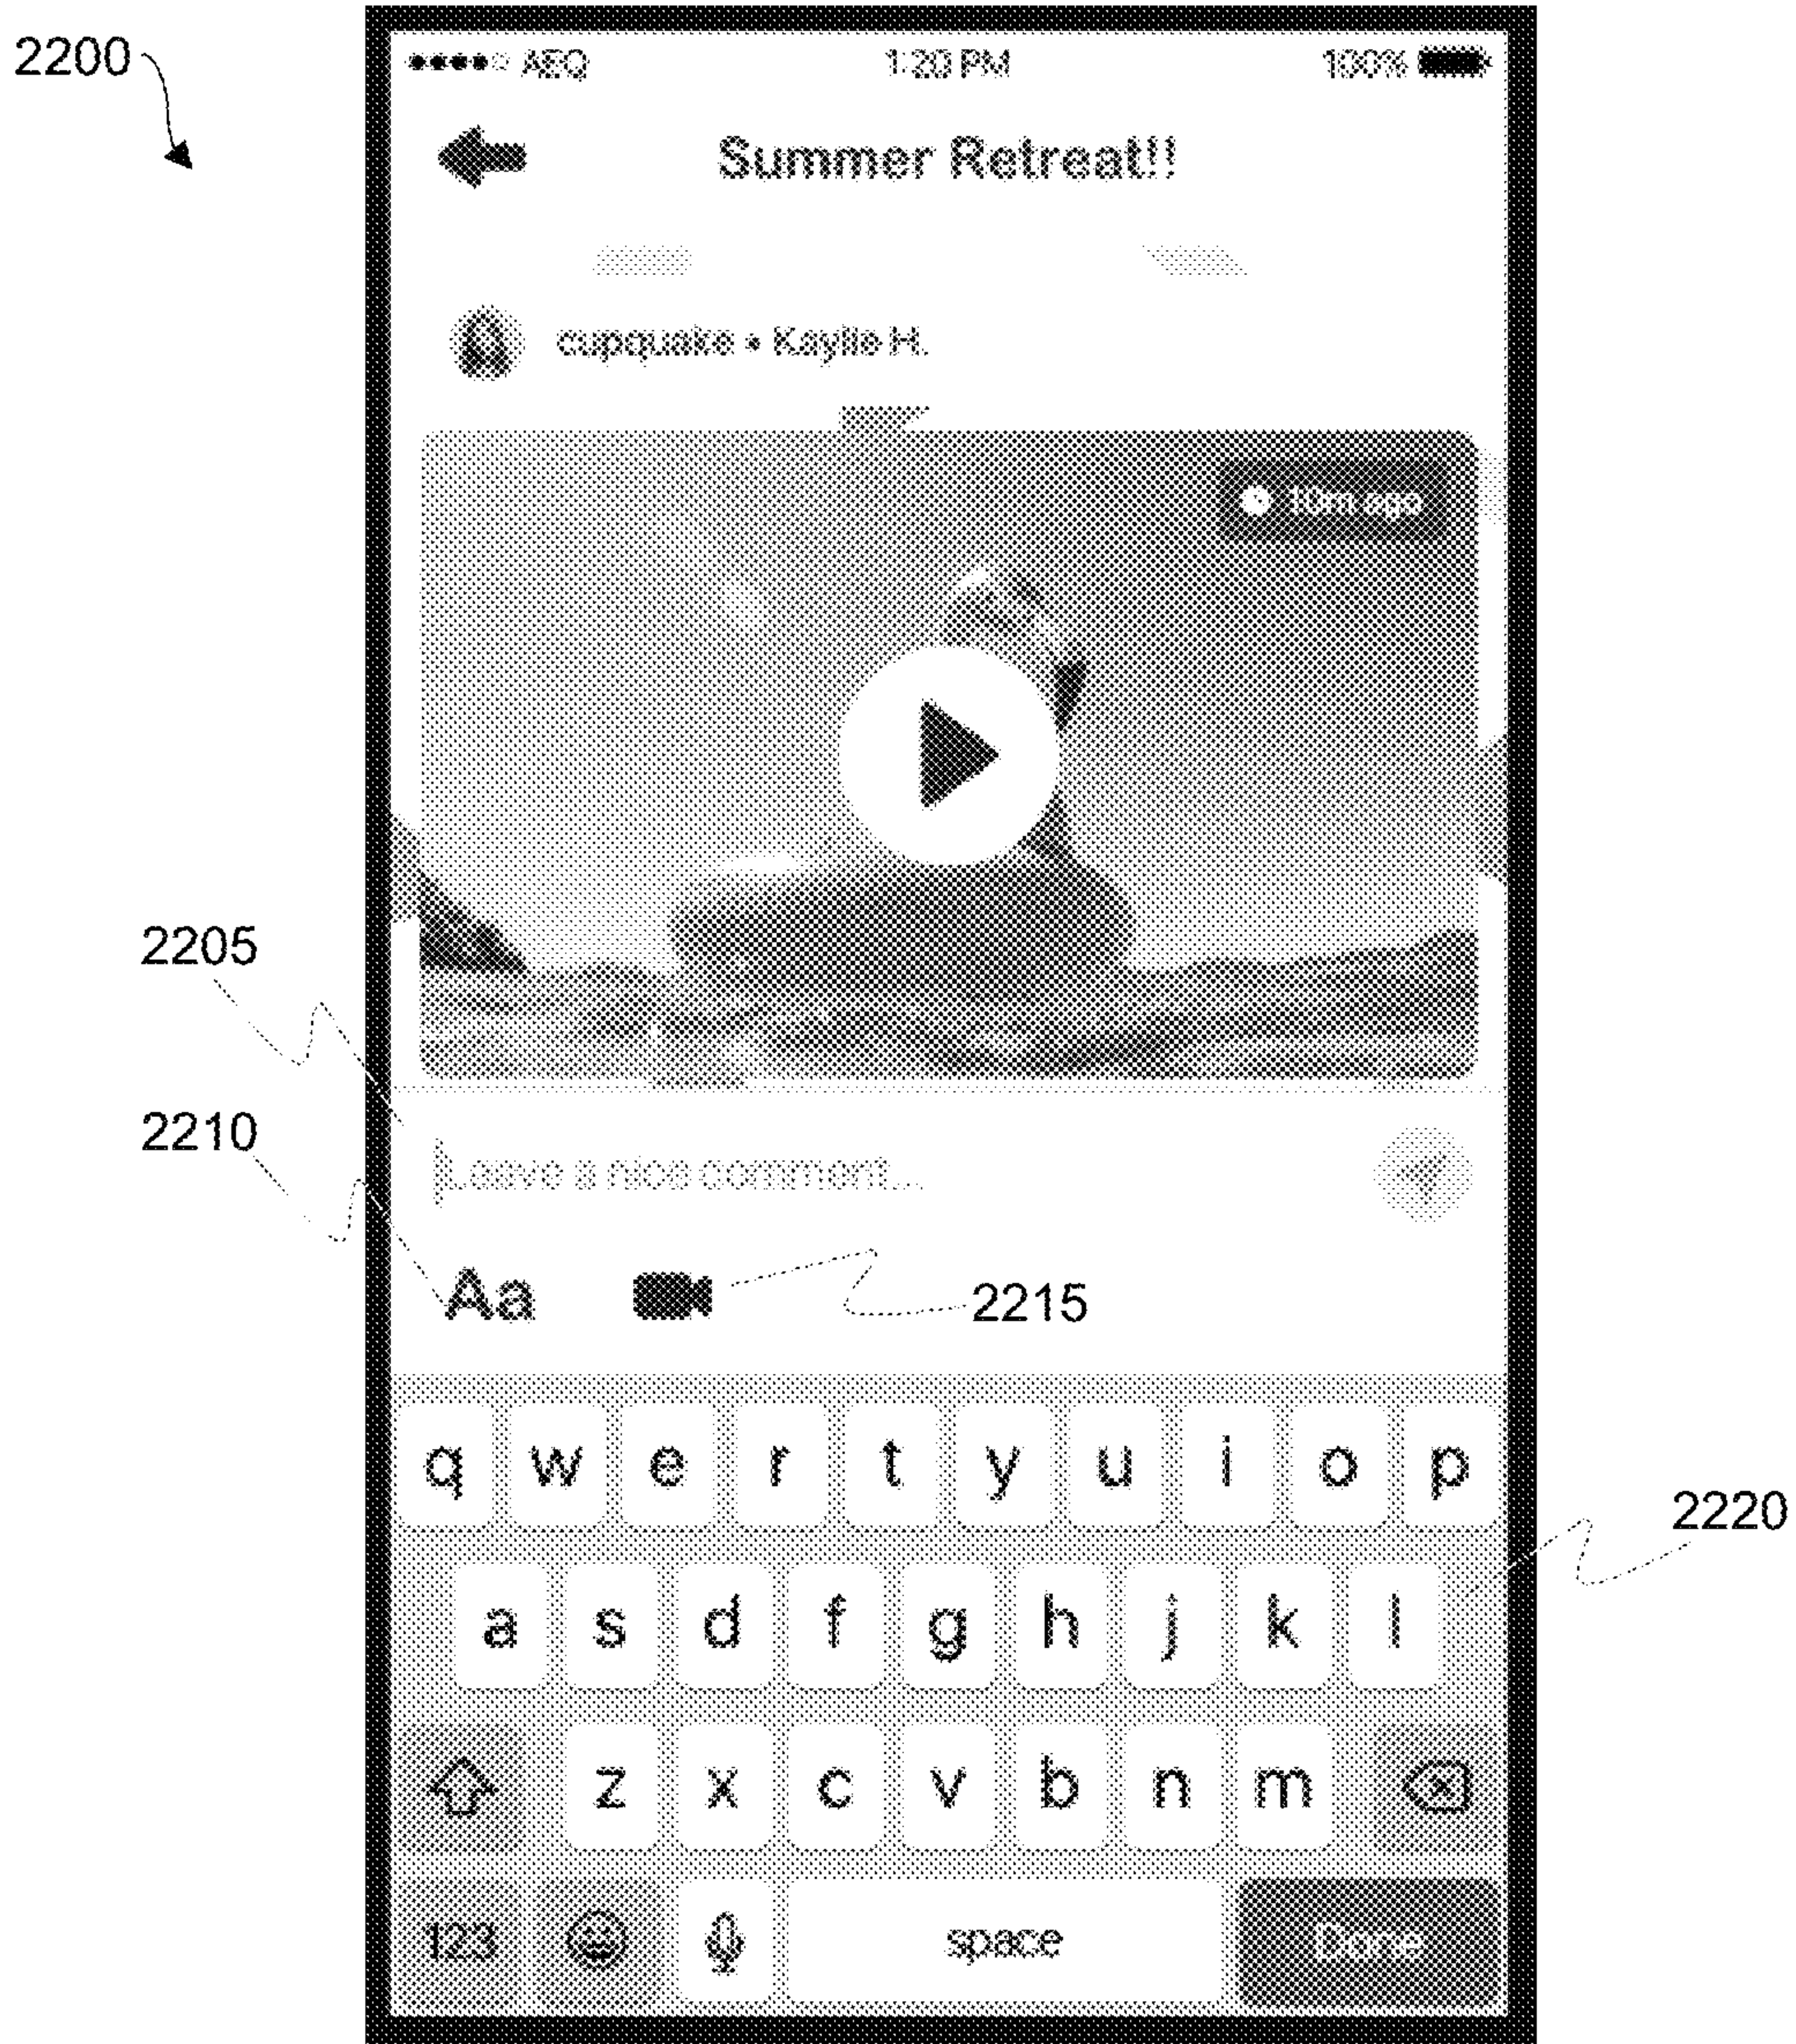 2200
AEQ 1:20 PM 100%
Summer Retreat!!
cupquake • Kaylie H.
10m ago
2205
2210
Leave a nice comment...
Aa
2215
q w e r t y u i o p
2220
a s d f g h j k l
z x c v b n m
123 space Done